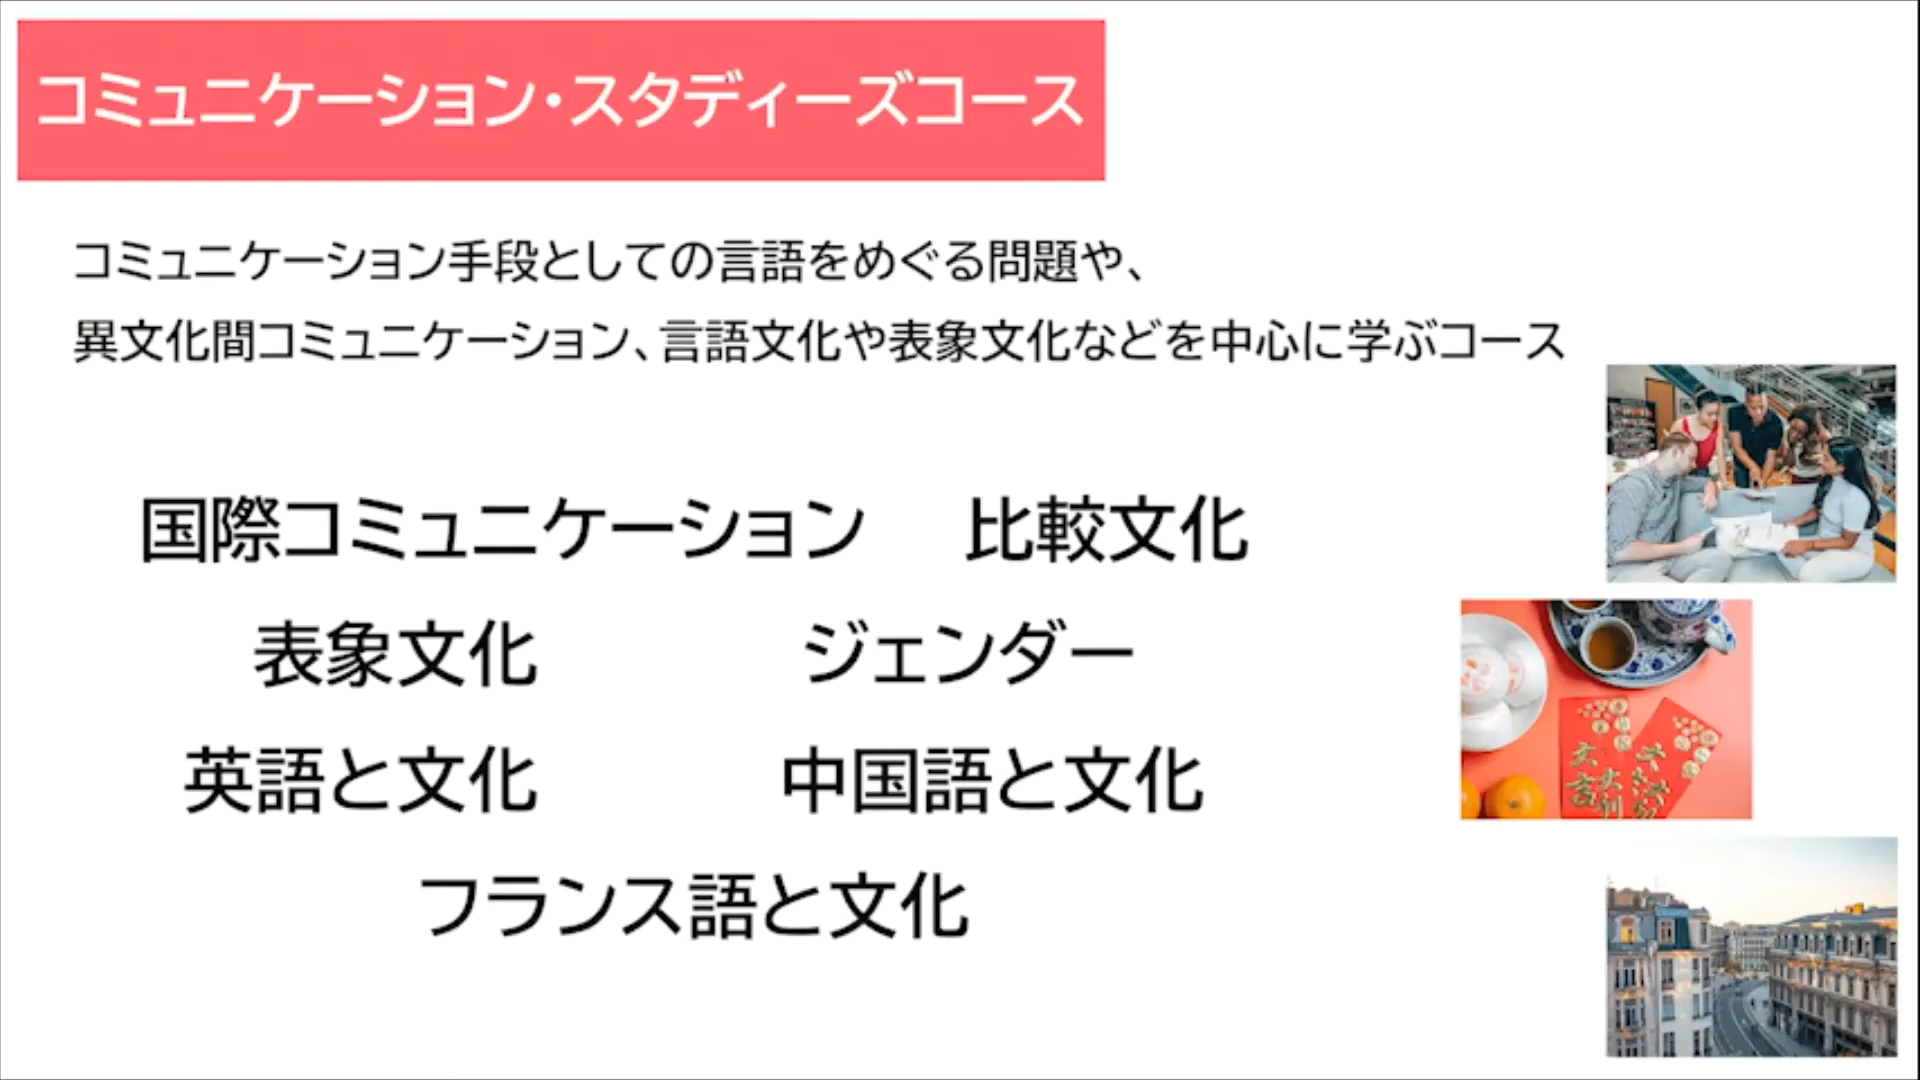 コミュニケーション・スタディーズコース
コミュニケーション手段としての言語をめぐる問題や、
異文化間コミュニケーション、言語文化や表象文化などを中心に学ぶコース
国際コミュニケーション 比較文化
表象文化 ジェンダー
英語と文化 中国語と文化
フランス語と文化